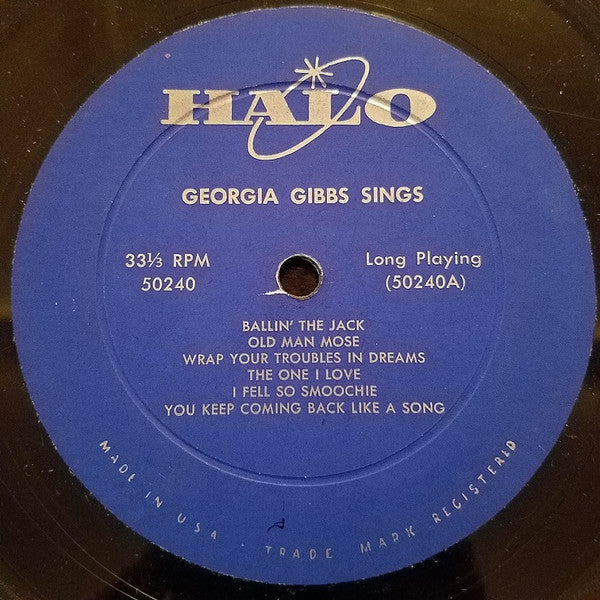 HALO
GEORGIA GIBBS SINGS
33⅓ RPM
50240
Long Playing
(50240A)
BALLIN' THE JACK
OLD MAN MOSE
WRAP YOUR TROUBLES IN DREAMS
THE ONE I LOVE
I FELL SO SMOOCHIE
YOU KEEP COMING BACK LIKE A SONG
MADE IN USA TRADE MARK REGISTERED